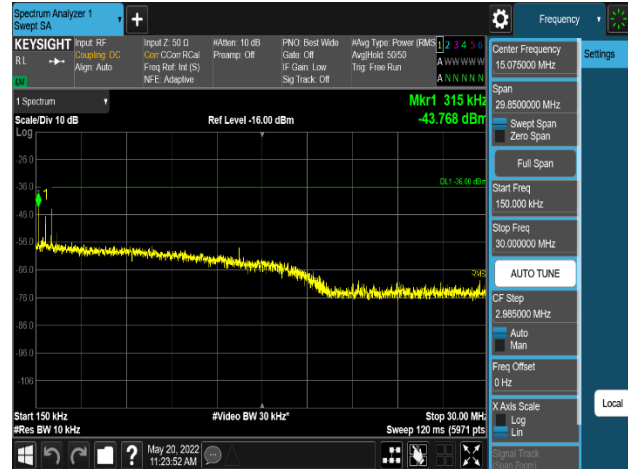 Spectrum Analyzer 1
Swept SA
Frequency
KEYSIGHT
Input: RF
Input Z: 50 Ω
#Atten: 10 dB
PNO: Best Wide
#Avg Type: Power (RMS
1 2 3 4 5 6
RL
Coupling: DC
Corr CCorr RCal
Preamp: Off
Gate: Off
Avg|Hold: 50/50
A W W W W W
Align: Auto
Freq Ref: Int (S)
IF Gain: Low
Trig: Free Run
NFE: Adaptive
Sig Track: Off
A N N N N N
LXI
1 Spectrum
Mkr1 315 kHz
Scale/Div 10 dB
Ref Level -16.00 dBm
-43.768 dBm
Log
-26.0
-36.0
1
DL1 -36.00 dBm
-46.0
-56.0
-66.0
RMS
-76.0
-86.0
-96.0
-106
Start 150 kHz
#Video BW 30 kHz*
Stop 30.00 MHz
#Res BW 10 kHz
Sweep 120 ms (5971 pts
?
May 20, 2022
11:23:52 AM
Center Frequency
15.075000 MHz
Span
29.8500000 MHz
Swept Span
Zero Span
Full Span
Start Freq
150.000 kHz
Stop Freq
30.000000 MHz
AUTO TUNE
CF Step
2.985000 MHz
Auto
Man
Freq Offset
0 Hz
X Axis Scale
Log
Lin
Signal Track
(Span Zoom)
Settings
Local